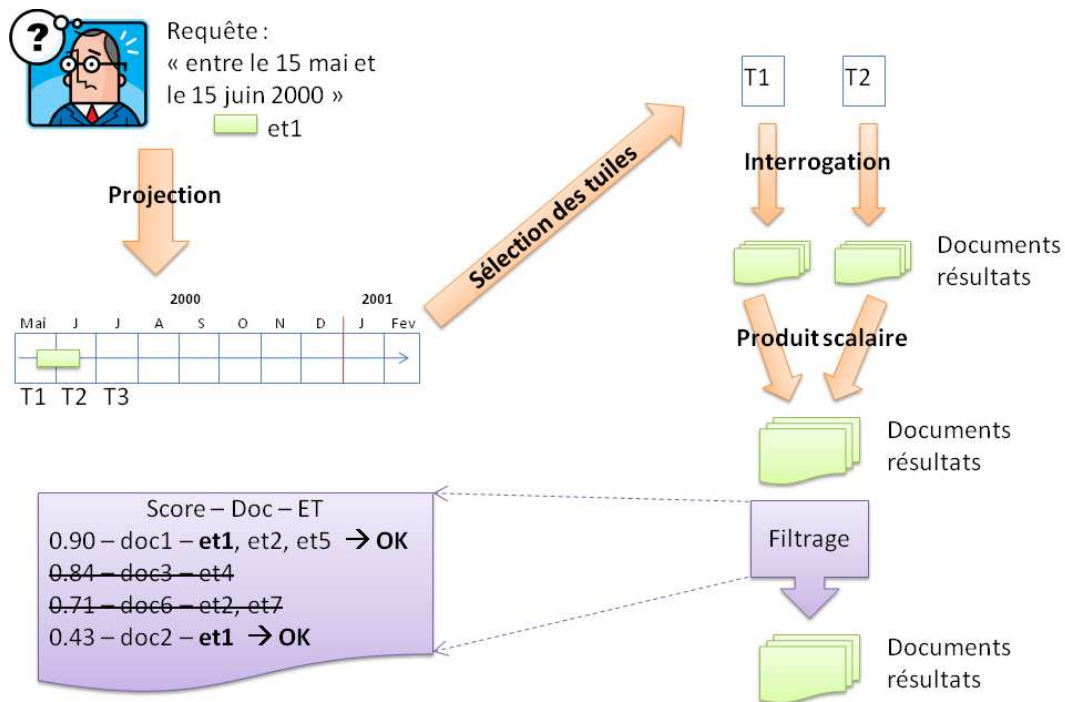 ?
Requête :
« entre le 15 mai et
le 15 juin 2000 »
et1
Projection
2000 2001
Mai J J A S O N D J Fev
T1 T2 T3
Sélection des tuiles
T1 T2
Interrogation
Documents
résultats
Produit scalaire
Documents
résultats
Filtrage
Score – Doc – ET
0.90 – doc1 – et1, et2, et5 → OK
0.84 – doc3 – et4
0.71 – doc6 – et2, et7
0.43 – doc2 – et1 → OK
Documents
résultats